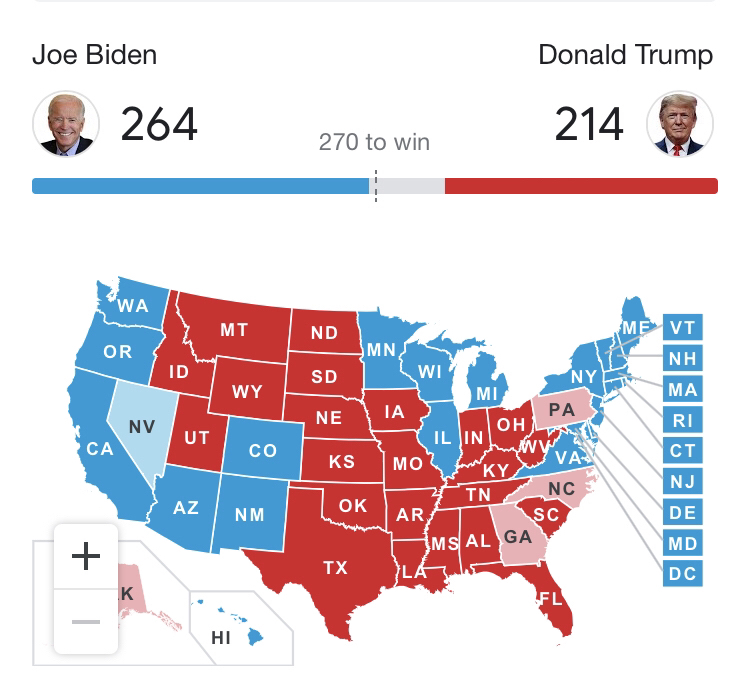 Joe Biden
Donald Trump
264
270 to win
214
WA
OR
CA
NV
ID
MT
WY
UT
AZ
CO
NM
ND
SD
NE
KS
OK
TX
MN
IA
MO
AR
LA
WI
IL
MI
IN
OH
KY
TN
MS
AL
GA
FL
SC
NC
VA
WV
PA
NY
ME
VT
NH
MA
RI
CT
NJ
DE
MD
DC
+
−
K
HI